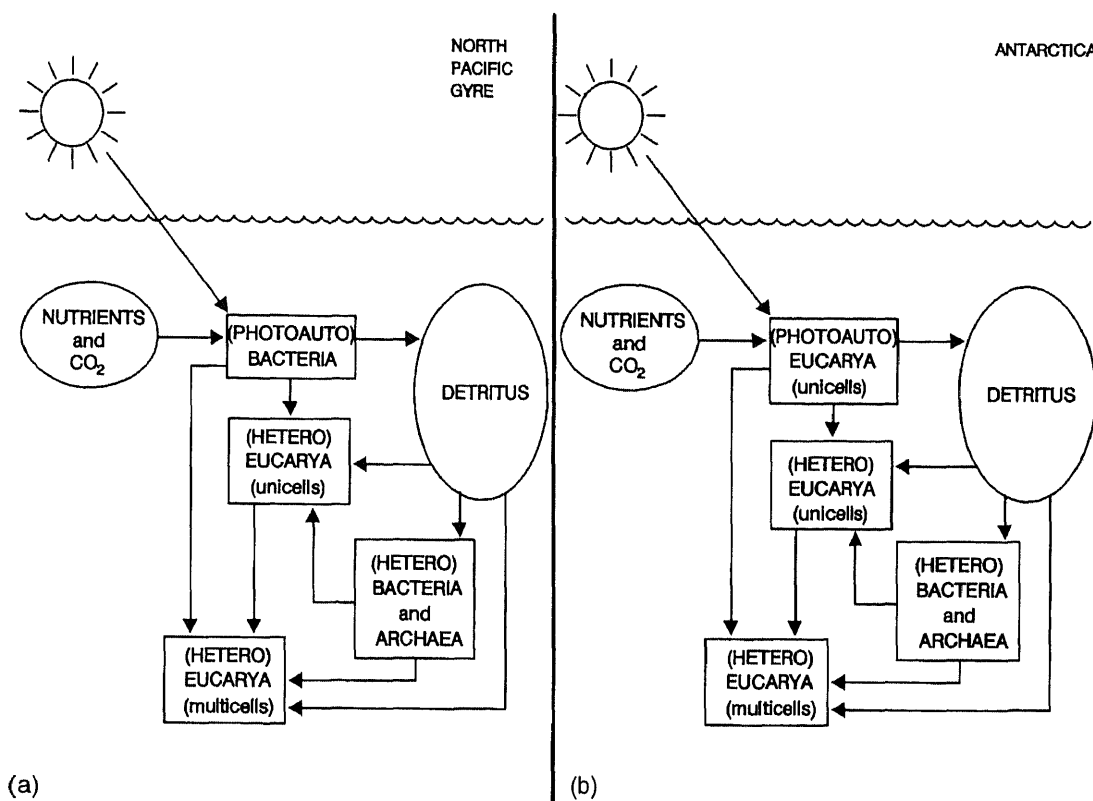 NORTH
PACIFIC
GYRE
NUTRIENTS
and
CO₂
(PHOTOAUTO)
BACTERIA
DETRITUS
(HETERO)
EUCARYA
(unicells)
(HETERO)
BACTERIA
and
ARCHAEA
(HETERO)
EUCARYA
(multicells)
(a)
ANTARCTICA
NUTRIENTS
and
CO₂
(PHOTOAUTO)
EUCARYA
(unicells)
DETRITUS
(HETERO)
EUCARYA
(unicells)
(HETERO)
BACTERIA
and
ARCHAEA
(HETERO)
EUCARYA
(multicells)
(b)